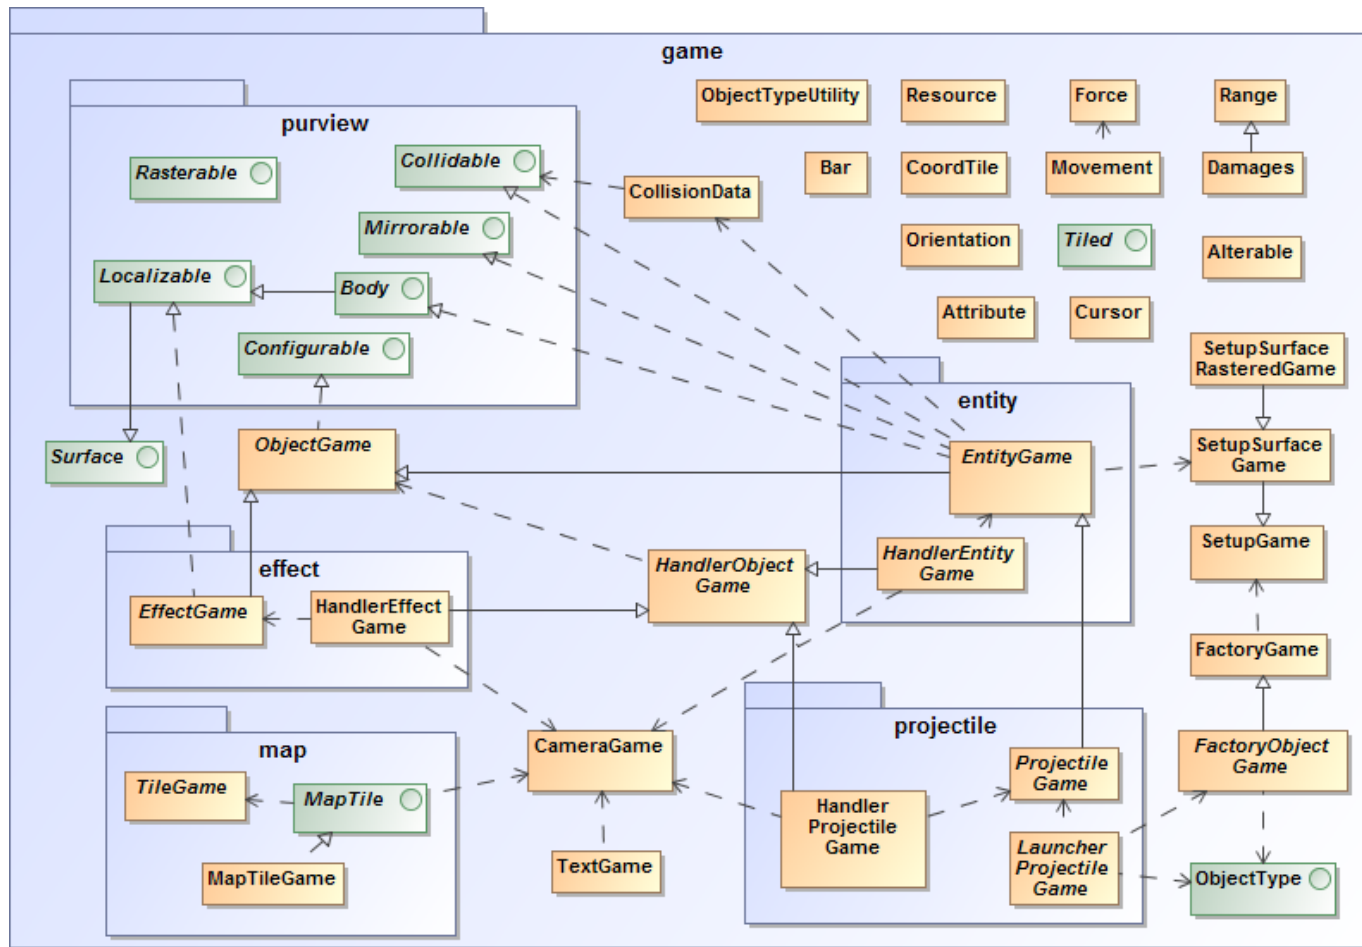 game
ObjectTypeUtility
Resource
Force
Range
purview
Rasterable
Collidable
Bar
CoordTile
Movement
Damages
CollisionData
Mirrorable
Orientation
Tiled
Alterable
Localizable
Body
Attribute
Cursor
Configurable
SetupSurface
RasteredGame
entity
Surface
ObjectGame
EntityGame
SetupSurface
Game
SetupGame
effect
HandlerObject
Game
HandlerEntity
Game
EffectGame
HandlerEffect
Game
FactoryGame
projectile
map
CameraGame
Projectile
Game
FactoryObject
Game
TileGame
MapTile
Handler
Projectile
Game
MapTileGame
TextGame
Launcher
Projectile
Game
ObjectType